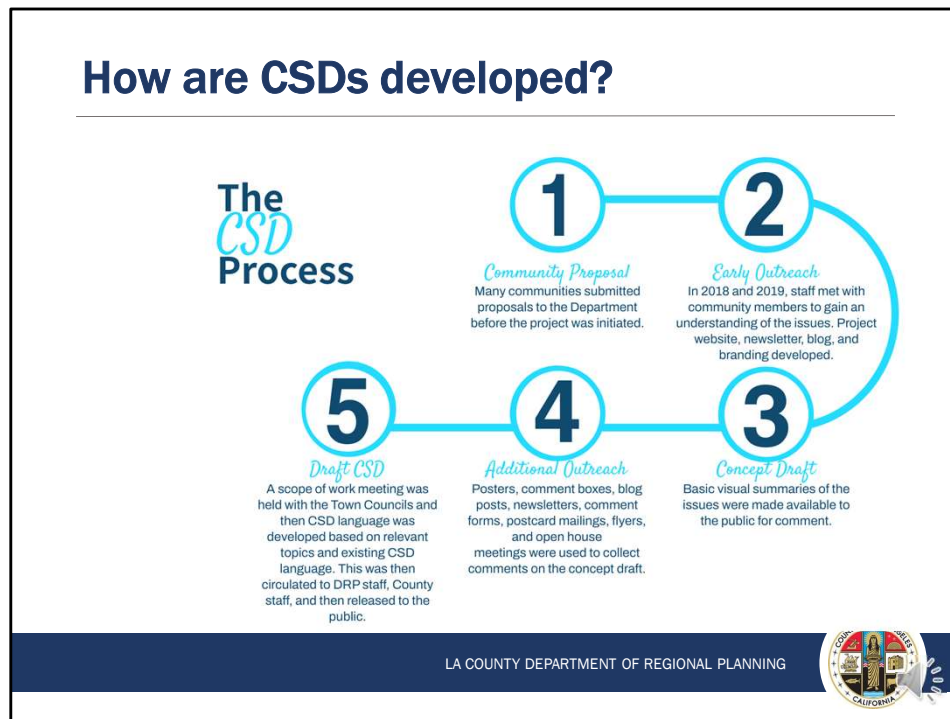 How are CSDs developed?
The
CSD
Process
1
Community Proposal
Many communities submitted
proposals to the Department
before the project was initiated.
2
Early Outreach
In 2018 and 2019, staff met with
community members to gain an
understanding of the issues. Project
website, newsletter, blog, and
branding developed.
3
Concept Draft
Basic visual summaries of the
issues were made available to
the public for comment.
4
Additional Outreach
Posters, comment boxes, blog
posts, newsletters, comment
forms, postcard mailings, flyers,
and open house
meetings were used to collect
comments on the concept draft.
5
Draft CSD
A scope of work meeting was
held with the Town Councils and
then CSD language was
developed based on relevant
topics and existing CSD
language. This was then
circulated to DRP staff, County
staff, and then released to the
public.
LA COUNTY DEPARTMENT OF REGIONAL PLANNING
CALIFORNIA